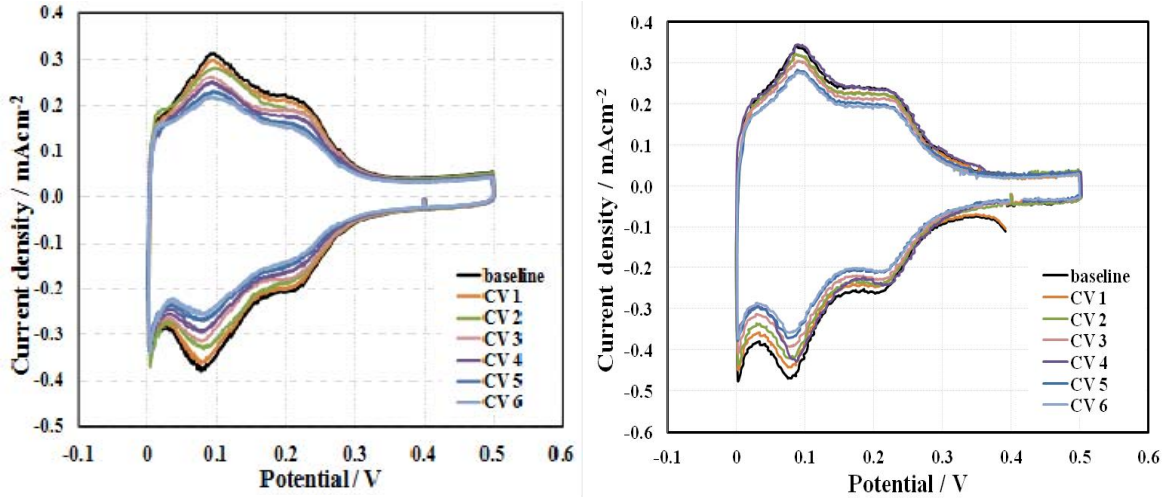 0.4
0.3
0.2
0.1
0.0
-0.1
-0.2
-0.3
-0.4
-0.5
Current density / mAcm-2
-0.1 0 0.1 0.2 0.3 0.4 0.5 0.6
Potential / V
baseline
CV 1
CV 2
CV 3
CV 4
CV 5
CV 6
0.4
0.3
0.2
0.1
0.0
-0.1
-0.2
-0.3
-0.4
-0.5
-0.6
Current density / mAcm-2
-0.1 0 0.1 0.2 0.3 0.4 0.5 0.6
Potential / V
baseline
CV 1
CV 2
CV 3
CV 4
CV 5
CV 6